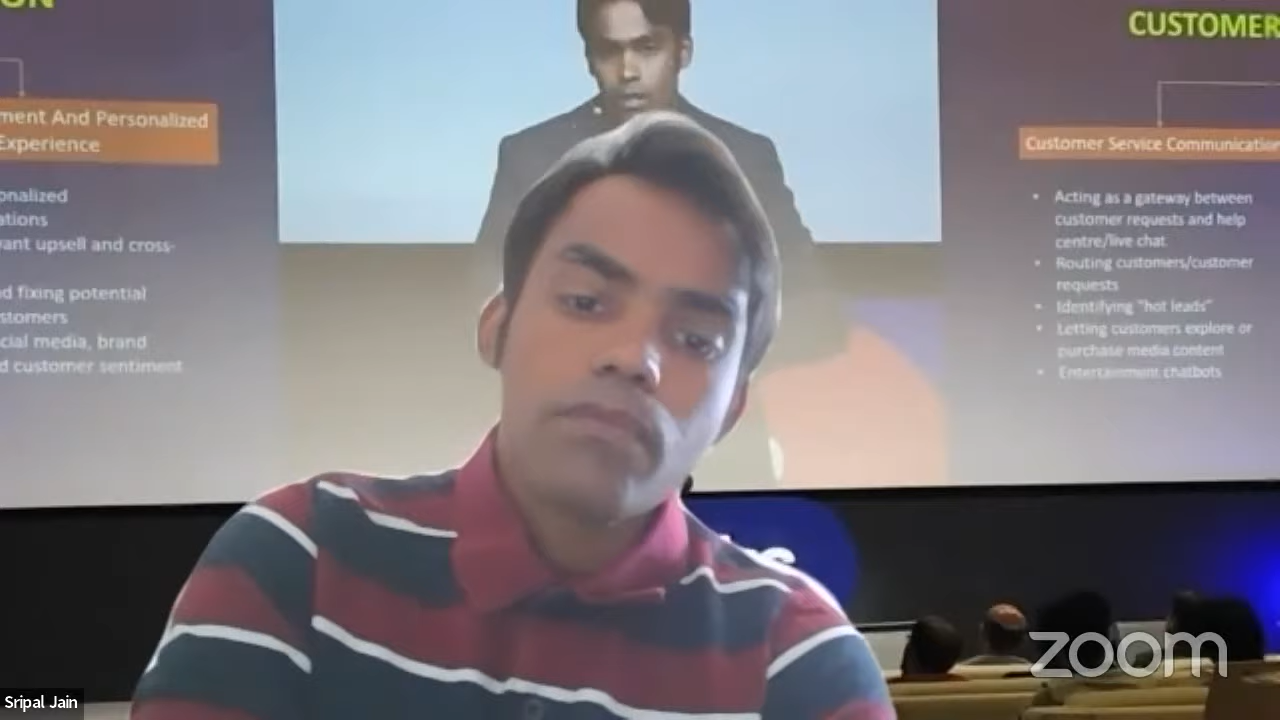 ON
ment And Personalized
Experience
onalized
ations
vant upsell and cross-
d fixing potential
stomers
cial media, brand
d customer sentiment
CUSTOMER
Customer Service Communication
• Acting as a gateway between
customer requests and help
centre/live chat
• Routing customers/customer
requests
• Identifying "hot leads"
• Letting customers explore or
purchase media content
• Entertainment chatbots
zoom
Sripal Jain